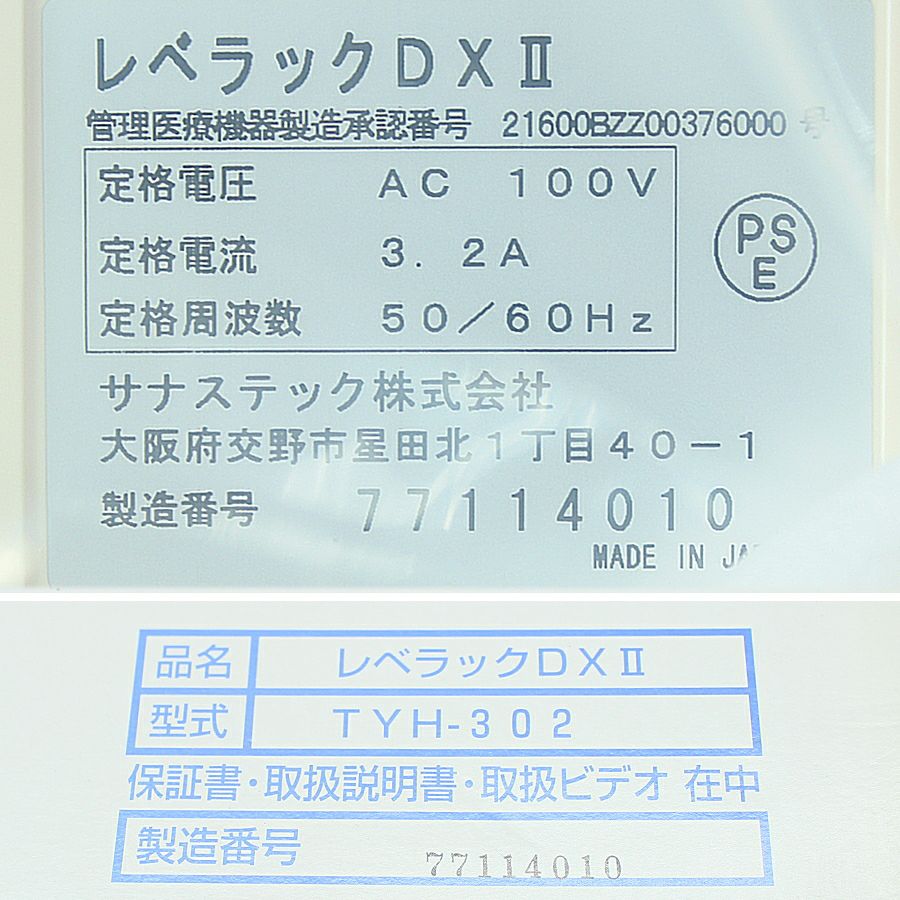 レベラックＤＸⅡ
管理医療機器製造承認番号 21600BZZ00376000 号
定格電圧 ＡＣ １００Ｖ
定格電流 ３．２Ａ
定格周波数 ５０／６０Ｈｚ
PSE
サナステック株式会社
大阪府交野市星田北１丁目４０－１
製造番号 77114010
MADE IN
品名 レベラックＤＸⅡ
型式 ＴＹＨ-３０２
保証書・取扱説明書・取扱ビデオ 在中
製造番号 77114010